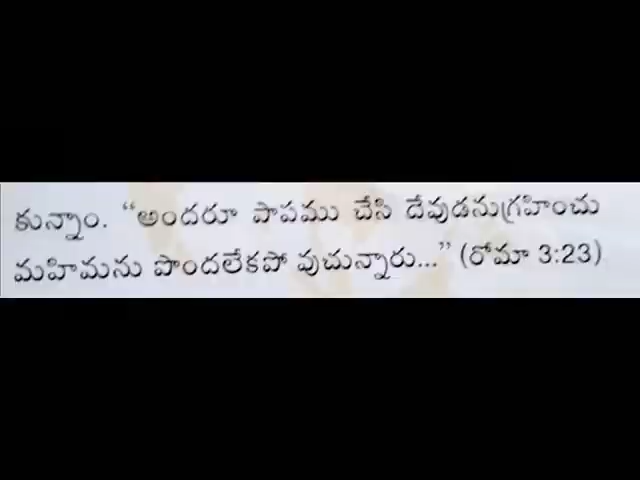 కున్నాం. “అందరూ పాపము చేసి దేవుడనుగ్రహించు
మహిమను పొందలేకపో వుచున్నారు...” (రోమా 3:23)